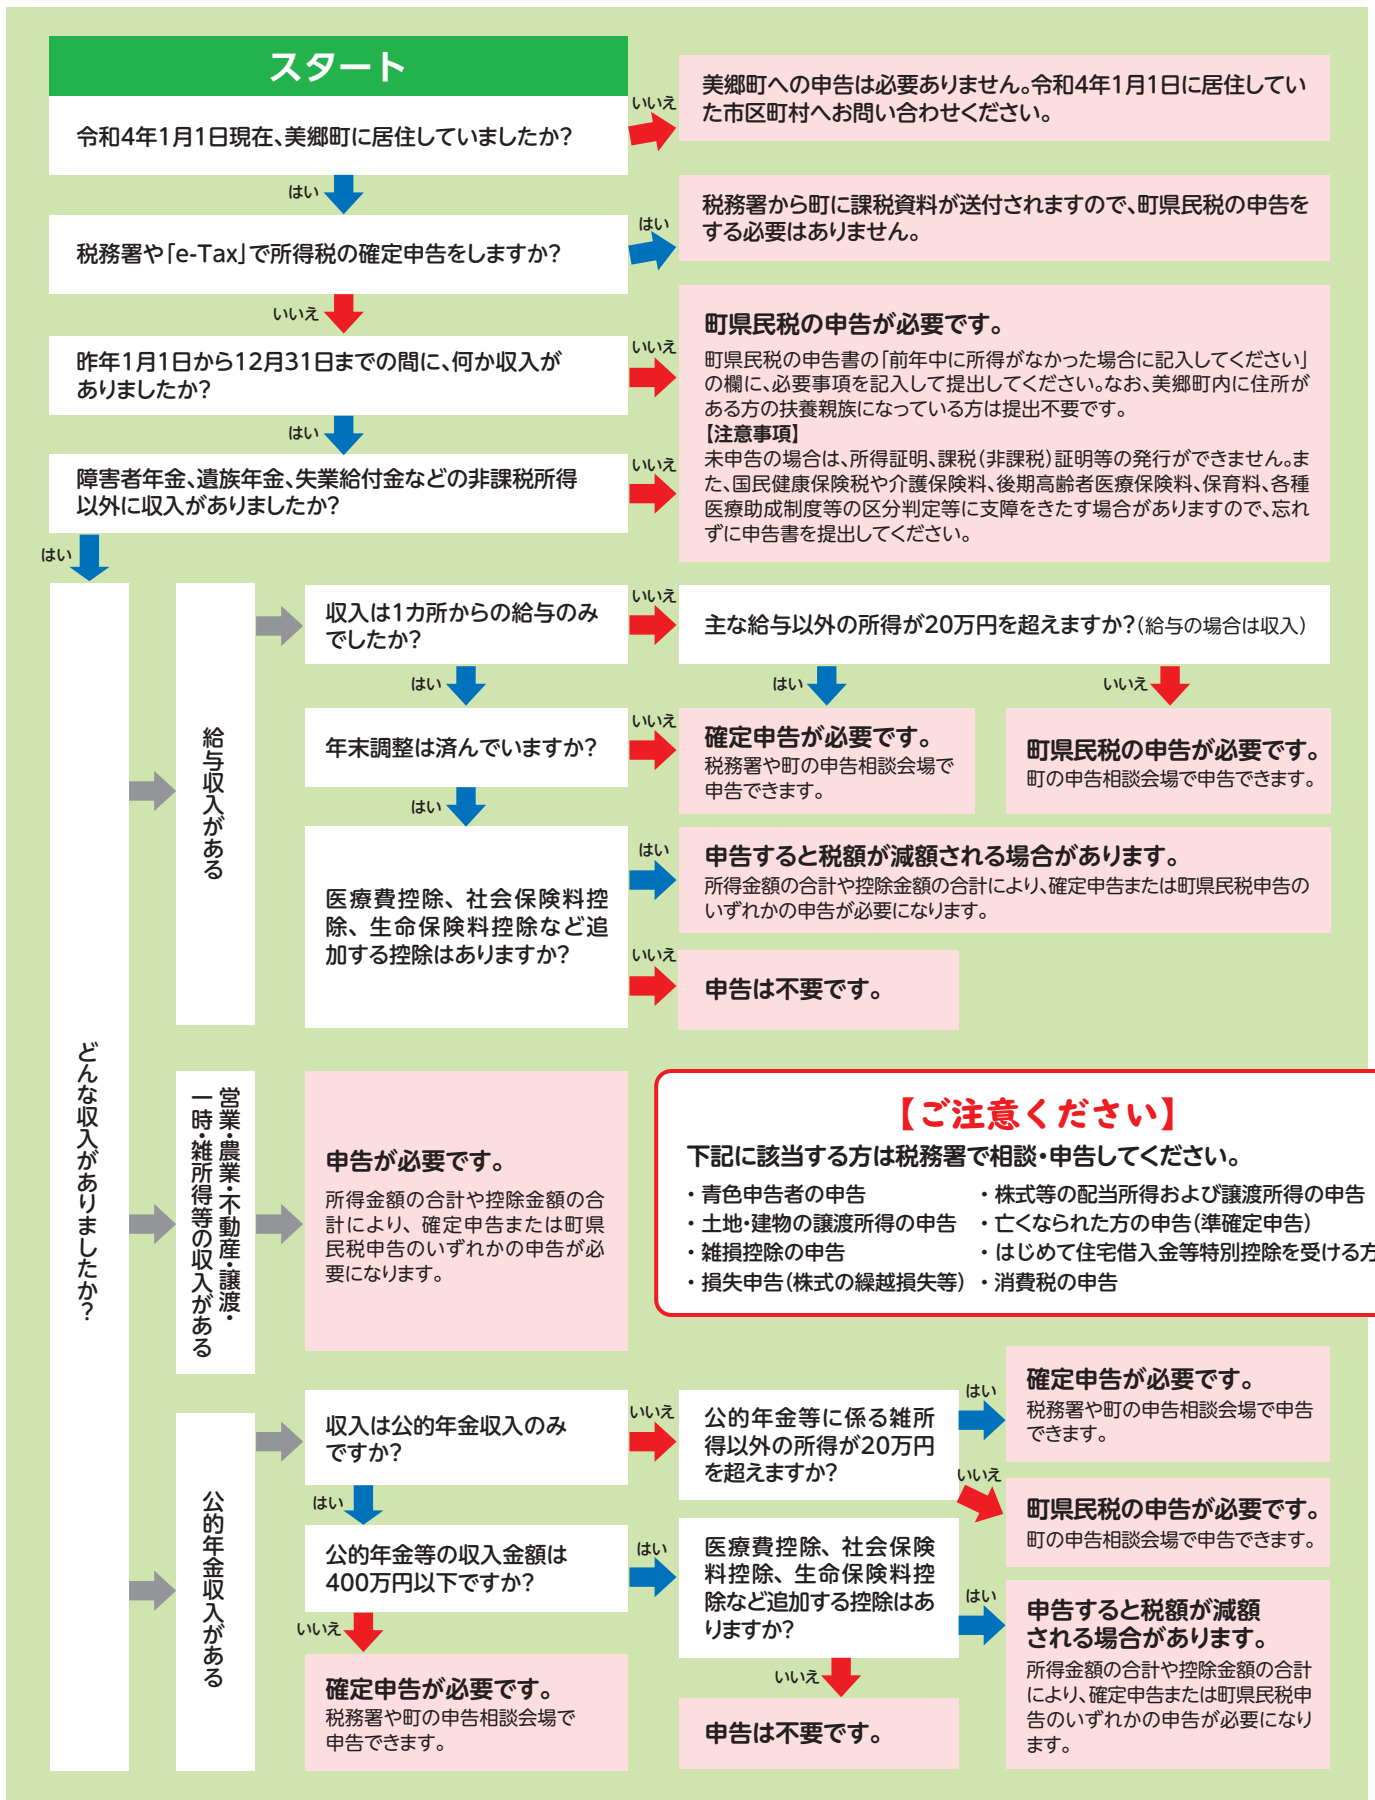 スタート
令和4年1月1日現在、美郷町に居住していましたか？
いいえ
美郷町への申告は必要ありません。令和4年1月1日に居住してい
た市区町村へお問い合わせください。
はい
税務署や「e-Tax」で所得税の確定申告をしますか？
はい
税務署から町に課税資料が送付されますので、町県民税の申告を
する必要はありません。
いいえ
昨年1月1日から12月31日までの間に、何か収入が
ありましたか？
いいえ
はい
障害者年金、遺族年金、失業給付金などの非課税所得
以外に収入がありましたか？
いいえ
町県民税の申告が必要です。
町県民税の申告書の「前年中に所得がなかった場合に記入してください」
の欄に、必要事項を記入して提出してください。なお、美郷町内に住所が
ある方の扶養親族になっている方は提出不要です。
【注意事項】
未申告の場合は、所得証明、課税（非課税）証明等の発行ができません。ま
た、国民健康保険税や介護保険料、後期高齢者医療保険料、保育料、各種
医療助成制度等の区分判定等に支障をきたす場合がありますので、忘れ
ずに申告書を提出してください。
はい
どんな収入がありましたか？
給与収入がある
収入は1カ所からの給与のみ
でしたか？
いいえ
主な給与以外の所得が20万円を超えますか？（給与の場合は収入）
はい
はい
いいえ
年末調整は済んでいますか？
いいえ
確定申告が必要です。
税務署や町の申告相談会場で
申告できます。
町県民税の申告が必要です。
町の申告相談会場で申告できます。
はい
医療費控除、社会保険料控
除、生命保険料控除など追
加する控除はありますか？
はい
申告すると税額が減額される場合があります。
所得金額の合計や控除金額の合計により、確定申告または町県民税申告の
いずれかの申告が必要になります。
いいえ
申告は不要です。
営業・農業・不動産・譲渡・
一時・雑所得等の収入がある
申告が必要です。
所得金額の合計や控除金額の合
計により、確定申告または町県
民税申告のいずれかの申告が必
要になります。
【ご注意ください】
下記に該当する方は税務署で相談・申告してください。
・青色申告者の申告
・土地・建物の譲渡所得の申告
・雑損控除の申告
・損失申告（株式の繰越損失等）
・株式等の配当所得および譲渡所得の申告
・亡くなられた方の申告（準確定申告）
・はじめて住宅借入金等特別控除を受ける方
・消費税の申告
公的年金収入がある
収入は公的年金収入のみ
ですか？
いいえ
公的年金等に係る雑所
得以外の所得が20万円
を超えますか？
はい
確定申告が必要です。
税務署や町の申告相談会場で申告
できます。
いいえ
町県民税の申告が必要です。
町の申告相談会場で申告できます。
はい
公的年金等の収入金額は
400万円以下ですか？
はい
医療費控除、社会保険
料控除、生命保険料控
除など追加する控除はあ
りますか？
はい
申告すると税額が減額
される場合があります。
所得金額の合計や控除金額の合計
により、確定申告または町県民税申
告のいずれかの申告が必要になり
ます。
いいえ
確定申告が必要です。
税務署や町の申告相談会場で
申告できます。
いいえ
申告は不要です。